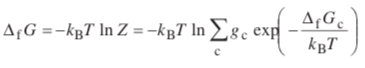 Δ_f G = −k_B T ln Z = −k_B T ln ∑_c g_c exp(−Δ_f G_c / k_B T)